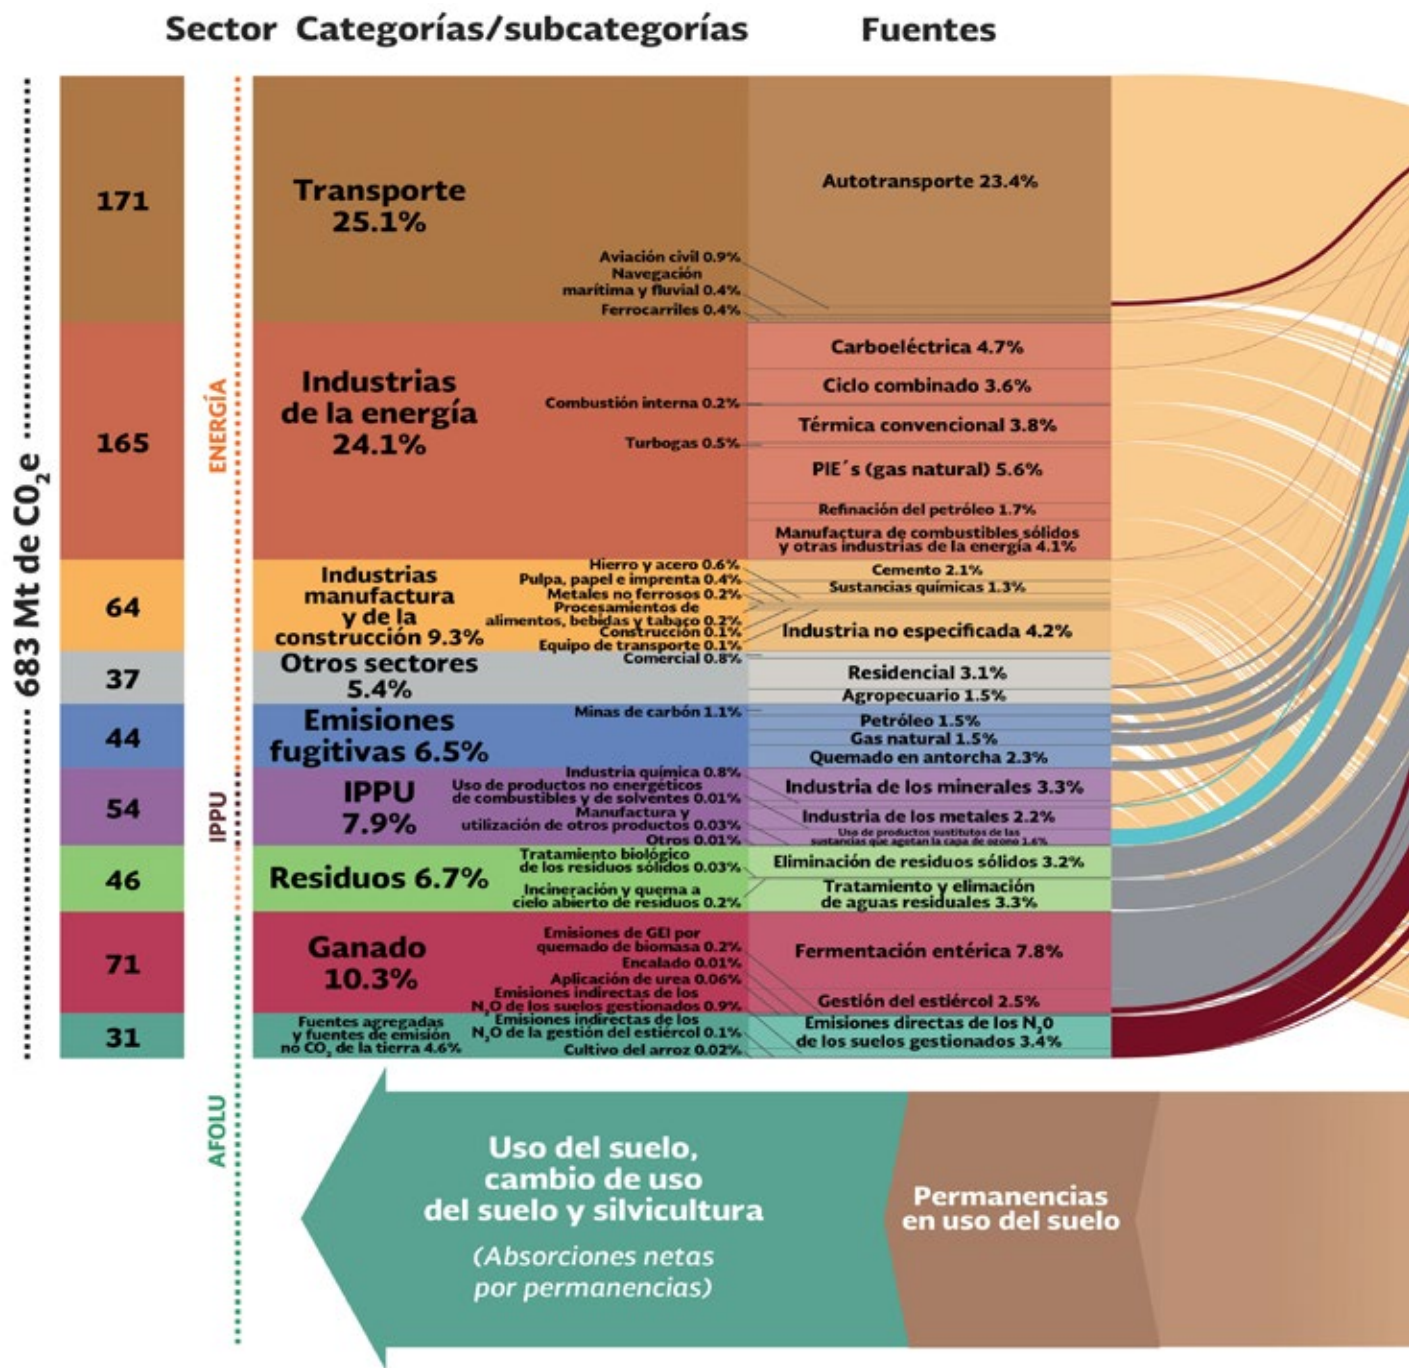 Sector Categorías/subcategorías Fuentes
683 Mt de CO₂e
ENERGÍA
IPPU
AFOLU
171
Transporte
25.1%
Aviación civil 0.9%
Navegación
marítima y fluvial 0.4%
Ferrocarriles 0.4%
Autotransporte 23.4%
165
Industrias
de la energía
24.1%
Combustión interna 0.2%
Turbogas 0.5%
Carboeléctrica 4.7%
Ciclo combinado 3.6%
Térmica convencional 3.8%
PIE´s (gas natural) 5.6%
Refinación del petróleo 1.7%
Manufactura de combustibles sólidos
y otras industrias de la energía 4.1%
64
Industrias
manufactura
y de la
construcción 9.3%
Hierro y acero 0.6%
Pulpa, papel e imprenta 0.4%
Metales no ferrosos 0.2%
Procesamientos de
alimentos, bebidas y tabaco 0.2%
Construcción 0.1%
Equipo de transporte 0.1%
Cemento 2.1%
Sustancias químicas 1.3%
Industria no especificada 4.2%
37
Otros sectores
5.4%
Comercial 0.8%
Residencial 3.1%
Agropecuario 1.5%
44
Emisiones
fugitivas 6.5%
Minas de carbón 1.1%
Petróleo 1.5%
Gas natural 1.5%
Quemado en antorcha 2.3%
54
IPPU
7.9%
Industria química 0.8%
Uso de productos no energéticos
de combustibles y de solventes 0.01%
Manufactura y
utilización de otros productos 0.03%
Otros 0.01%
Industria de los minerales 3.3%
Industria de los metales 2.2%
Uso de productos sustitutos de las
sustancias que agotan la capa de ozono 1.6%
46
Residuos 6.7%
Tratamiento biológico
de los residuos sólidos 0.03%
Incineración y quema a
cielo abierto de residuos 0.2%
Eliminación de residuos sólidos 3.2%
Tratamiento y elimación
de aguas residuales 3.3%
71
Ganado
10.3%
Emisiones de GEI por
quemado de biomasa 0.2%
Encalado 0.01%
Aplicación de urea 0.06%
Emisiones indirectas de los
N₂O de los suelos gestionados 0.9%
Fermentación entérica 7.8%
Gestión del estiércol 2.5%
31
Fuentes agregadas
y fuentes de emisión
no CO₂ de la tierra 4.6%
Emisiones indirectas de los
N₂O de la gestión del estiércol 0.1%
Cultivo del arroz 0.02%
Emisiones directas de los N₂O
de los suelos gestionados 3.4%
Uso del suelo,
cambio de uso
del suelo y silvicultura
(Absorciones netas
por permanencias)
Permanencias
en uso del suelo